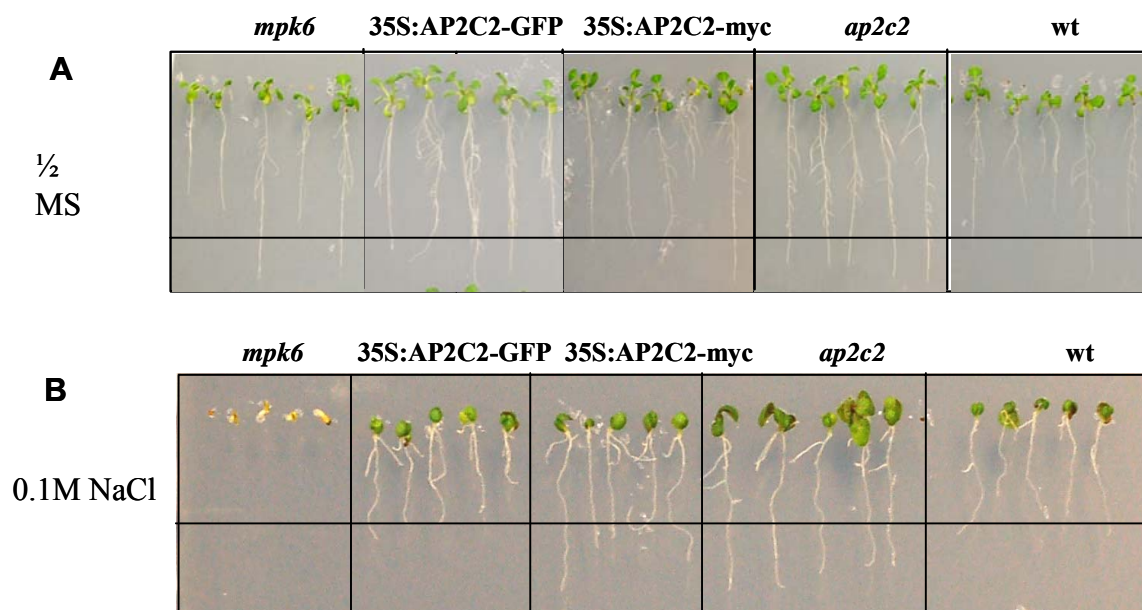 mpk6 35S:AP2C2-GFP 35S:AP2C2-myc ap2c2 wt
A
½
MS
mpk6 35S:AP2C2-GFP 35S:AP2C2-myc ap2c2 wt
B
0.1M NaCl